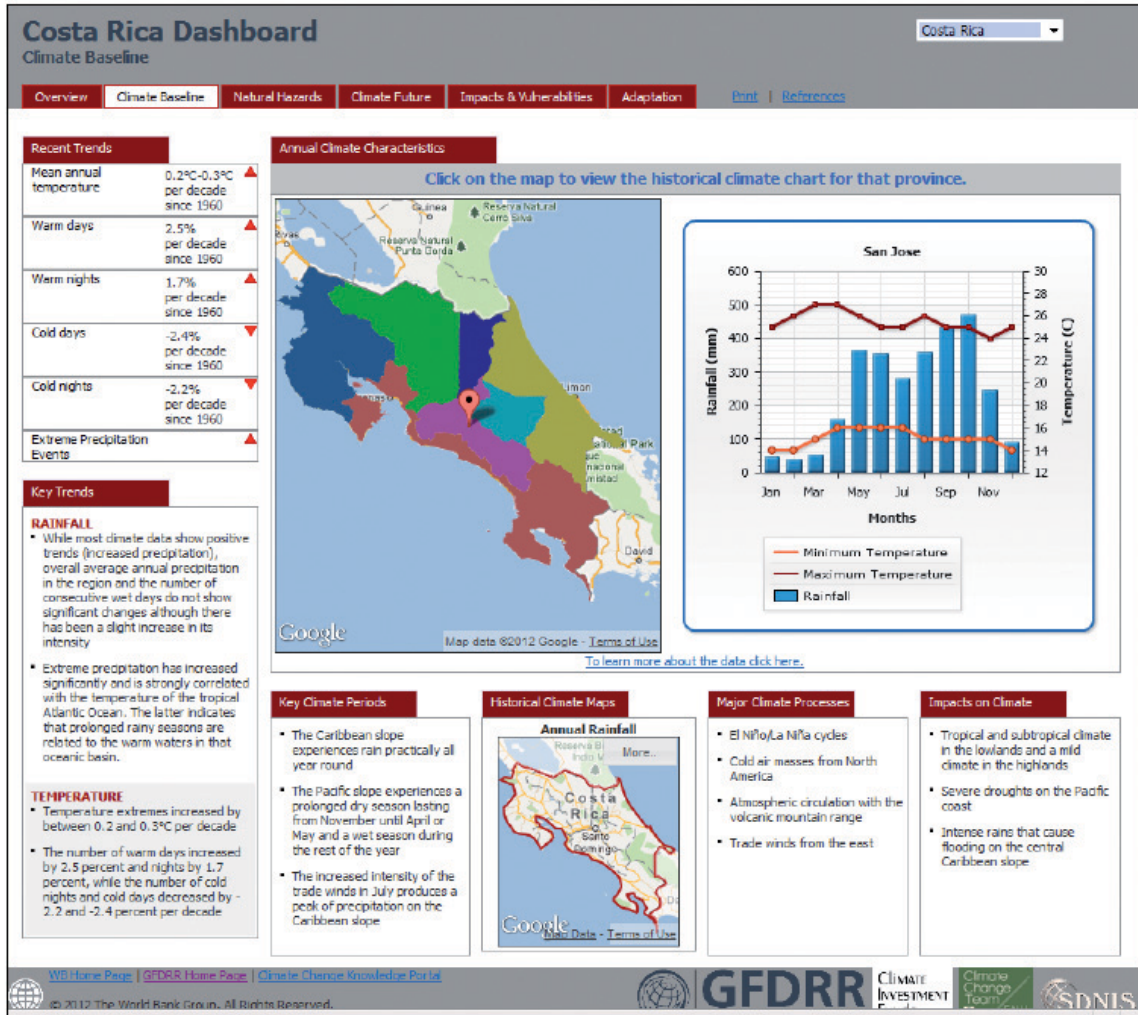 Costa Rica Dashboard
Climate Baseline
Costa Rica
Overview
Climate Baseline
Natural Hazards
Climate Future
Impacts & Vulnerabilities
Adaptation
Print | References
Recent Trends
Mean annual temperature
0.2ºC-0.3ºC
per decade
since 1960
Warm days
2.5%
per decade
since 1960
Warm nights
1.7%
per decade
since 1960
Cold days
-2.4%
per decade
since 1960
Cold nights
-2.2%
per decade
since 1960
Extreme Precipitation
Events
Key Trends
RAINFALL
▪ While most climate data show positive
trends (increased precipitation),
overall average annual precipitation
in the region and the number of
consecutive wet days do not show
significant changes although there
has been a slight increase in its
intensity
▪ Extreme precipitation has increased
significantly and is strongly correlated
with the temperature of the tropical
Atlantic Ocean. The latter indicates
that prolonged rainy seasons are
related to the warm waters in that
oceanic basin.
TEMPERATURE
▪ Temperature extremes increased by
between 0.2 and 0.3ºC per decade
▪ The number of warm days increased
by 2.5 percent and nights by 1.7
percent, while the number of cold
nights and cold days decreased by -
2.2 and -2.4 percent per decade
Annual Climate Characteristics
Click on the map to view the historical climate chart for that province.
Guinea
Reserva Natural
Cerro Silva
Rivas
Reserva Natural
Punta Gorda
Limon
David
Google
Map data ©2012 Google - Terms of Use
San Jose
600
500
400
300
200
100
0
Rainfall (mm)
30
28
26
24
22
20
18
16
14
12
Temperature (C)
Jan Mar May Jul Sep Nov
Months
Minimum Temperature
Maximum Temperature
Rainfall
To learn more about the data click here.
Key Climate Periods
▪ The Caribbean slope
experiences rain practically all
year round
▪ The Pacific slope experiences a
prolonged dry season lasting
from November until April or
May and a wet season during
the rest of the year
▪ The increased intensity of the
trade winds in July produces a
peak of precipitation on the
Caribbean slope
Historical Climate Maps
Annual Rainfall
More..
Costa
Rica
Santo
Domingo
Google
Map Data - Terms of Use
Major Climate Processes
▪ El Niño/La Niña cycles
▪ Cold air masses from North
America
▪ Atmospheric circulation with the
volcanic mountain range
▪ Trade winds from the east
Impacts on Climate
▪ Tropical and subtropical climate
in the lowlands and a mild
climate in the highlands
▪ Severe droughts on the Pacific
coast
▪ Intense rains that cause
flooding on the central
Caribbean slope
WB Home Page | GFDRR Home Page | Climate Change Knowledge Portal
© 2012 The World Bank Group, All Rights Reserved.
GFDRR
CLIMATE
INVESTMENT
Climate
Change
Team
SDNIS